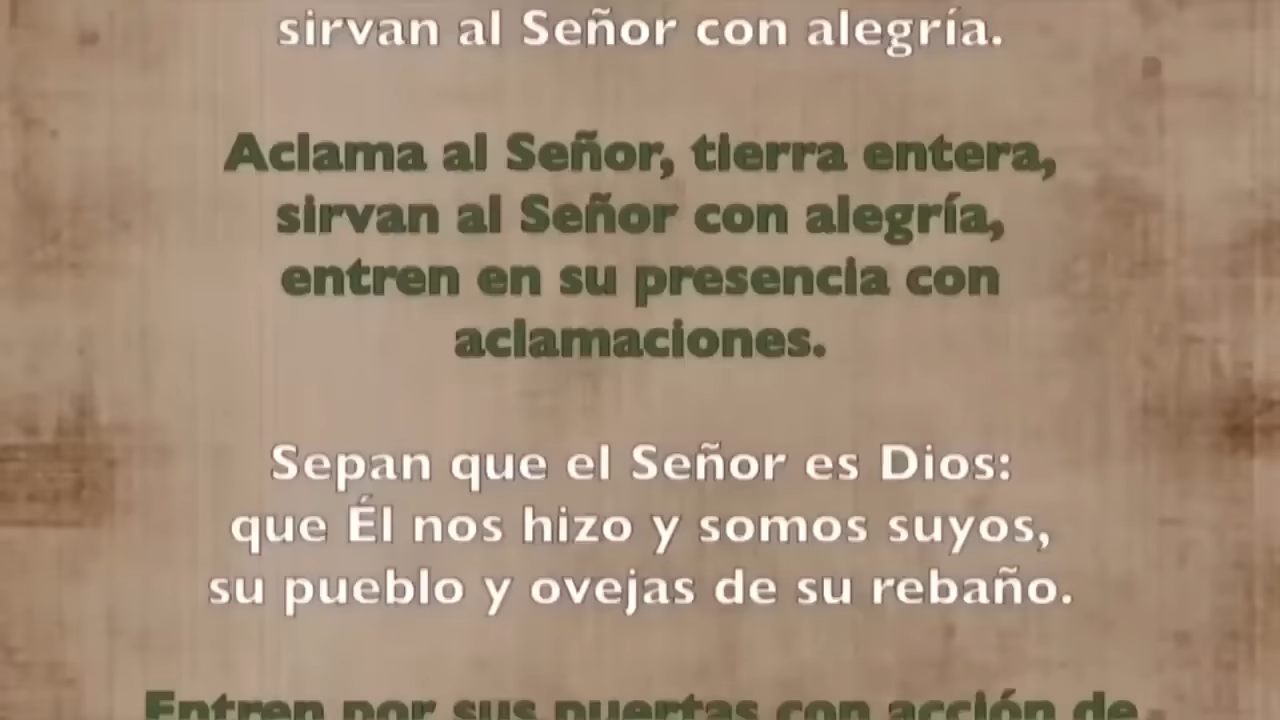 sirvan al Señor con alegría.
Aclama al Señor, tierra entera,
sirvan al Señor con alegría,
entren en su presencia con
aclamaciones.
Sepan que el Señor es Dios:
que Él nos hizo y somos suyos,
su pueblo y ovejas de su rebaño.
Entren por sus puertas con acción de